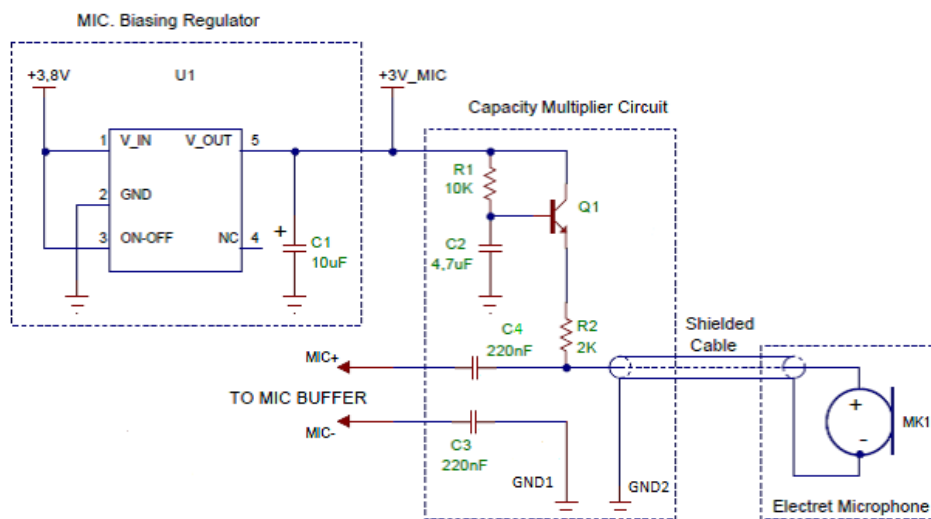 MIC. Biasing Regulator
+3,8V
U1
+3V_MIC
Capacity Multiplier Circuit
1
V_IN
V_OUT
5
2
GND
3
ON-OFF
NC
4
+
C1
10uF
R1
10K
Q1
C2
4,7uF
C4
220nF
R2
2K
Shielded
Cable
MIC+
TO MIC BUFFER
MIC-
C3
220nF
GND1
GND2
+
-
MK1
Electret Microphone